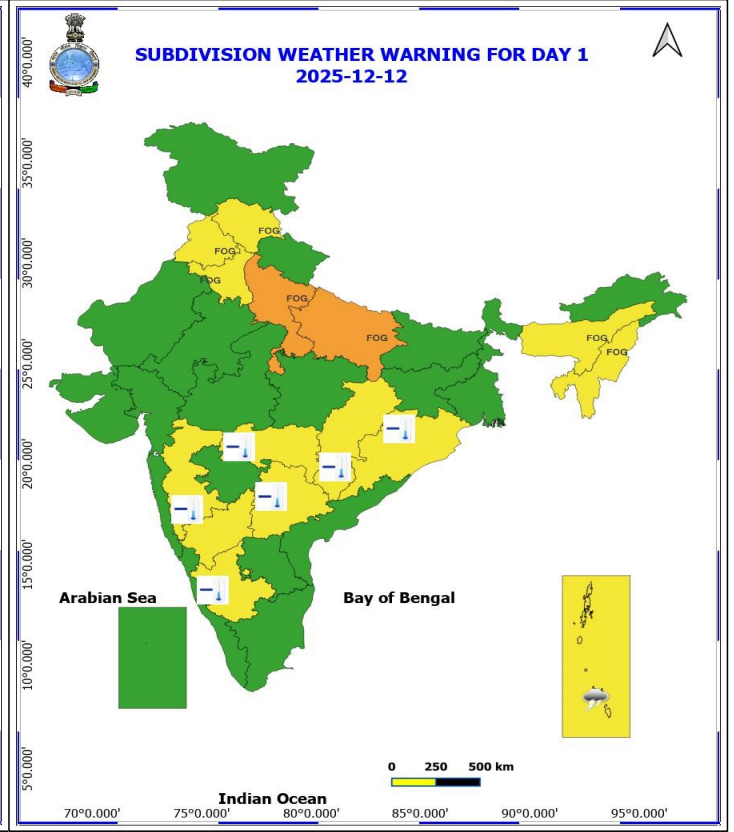 SUBDIVISION WEATHER WARNING FOR DAY 1
2025-12-12
40°0.000'
35°0.000'
30°0.000'
25°0.000'
20°0.000'
15°0.000'
10°0.000'
5°0.000'
FOG
FOG
FOG
FOG
FOG
FOG
FOG
Arabian Sea
Bay of Bengal
0 250 500 km
Indian Ocean
70°0.000' 75°0.000' 80°0.000' 85°0.000' 90°0.000' 95°0.000'